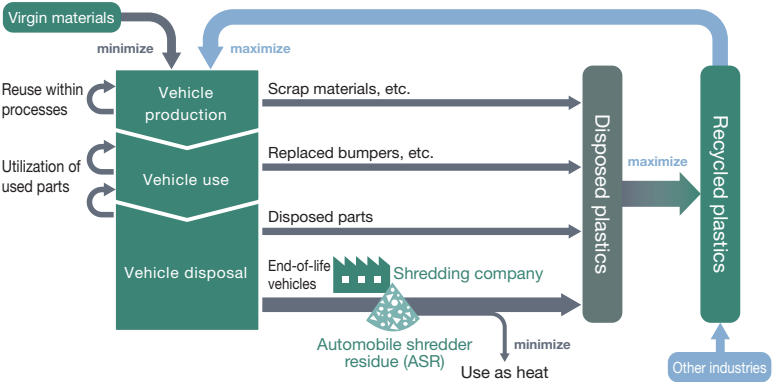 Virgin materials
minimize
maximize
Reuse within
processes
Vehicle
production
Scrap materials, etc.
Utilization of
used parts
Vehicle use
Replaced bumpers, etc.
Disposed parts
Vehicle disposal
End-of-life
vehicles
Shredding company
Automobile shredder
residue (ASR)
minimize
Use as heat
Disposed plastics
maximize
Recycled plastics
Other industries